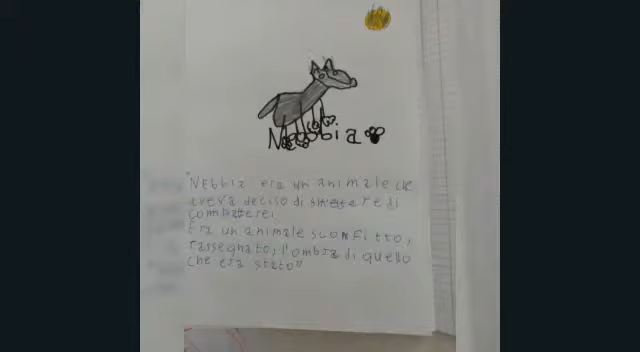 Nebbia
"Nebbia era un animale che
aveva deciso di smettere di
combattere.
Era un animale sconfitto,
rassegnato, l'ombra di quello
che era stato"